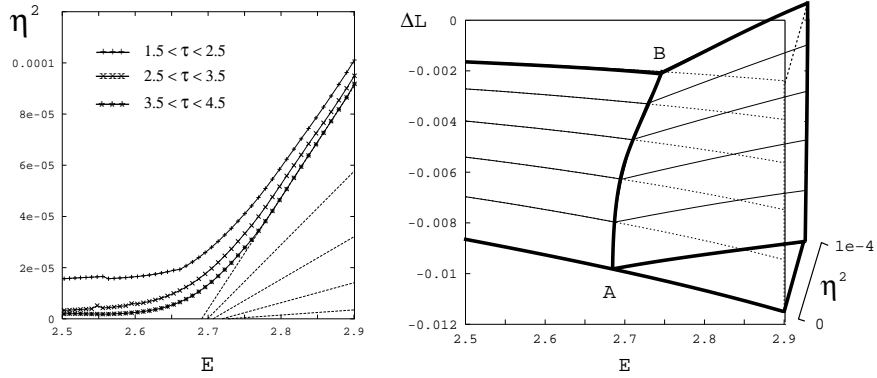 η²
0.0001
8e-05
6e-05
4e-05
2e-05
0
1.5 < τ < 2.5
2.5 < τ < 3.5
3.5 < τ < 4.5
2.5 2.6 2.7 2.8 2.9
E
ΔL
0
-0.002
-0.004
-0.006
-0.008
-0.01
-0.012
B
A
1e-4
η²
0
2.5 2.6 2.7 2.8 2.9
E